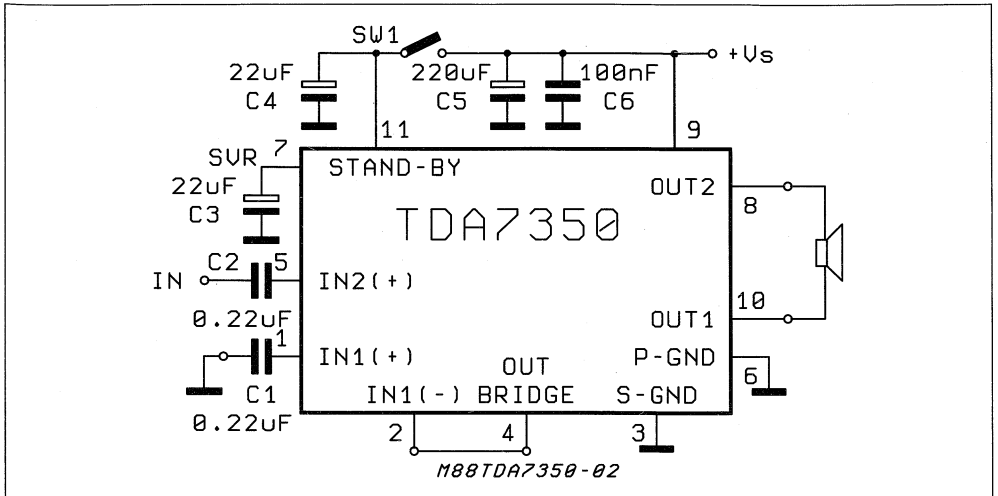 SW1
+Vs
22uF
C4
220uF
C5
100nF
C6
11
9
SVR
7
STAND-BY
22uF
C3
OUT2
8
TDA7350
IN
C2
5
IN2(+)
0.22uF
10
OUT1
1
IN1(+)
P-GND
6
C1
OUT
IN1(-)
BRIDGE
S-GND
0.22uF
2
4
3
M88TDA7350-02